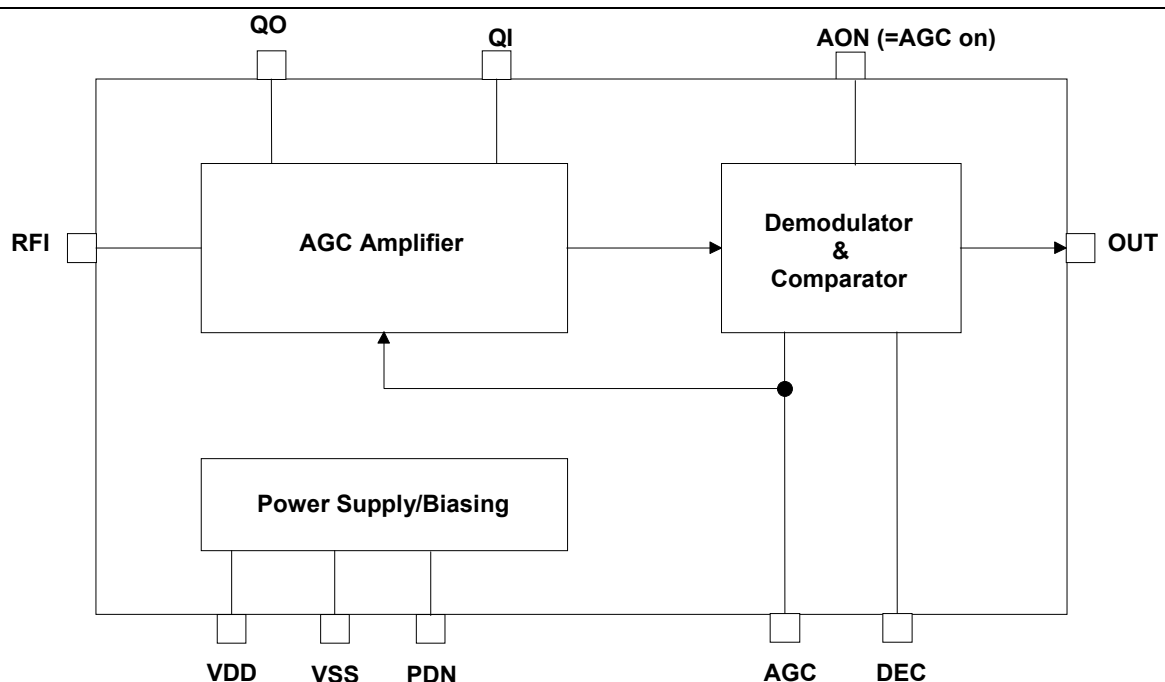 QO
QI
AON (=AGC on)
RFI
AGC Amplifier
Demodulator
&
Comparator
OUT
Power Supply/Biasing
VDD
VSS
PDN
AGC
DEC